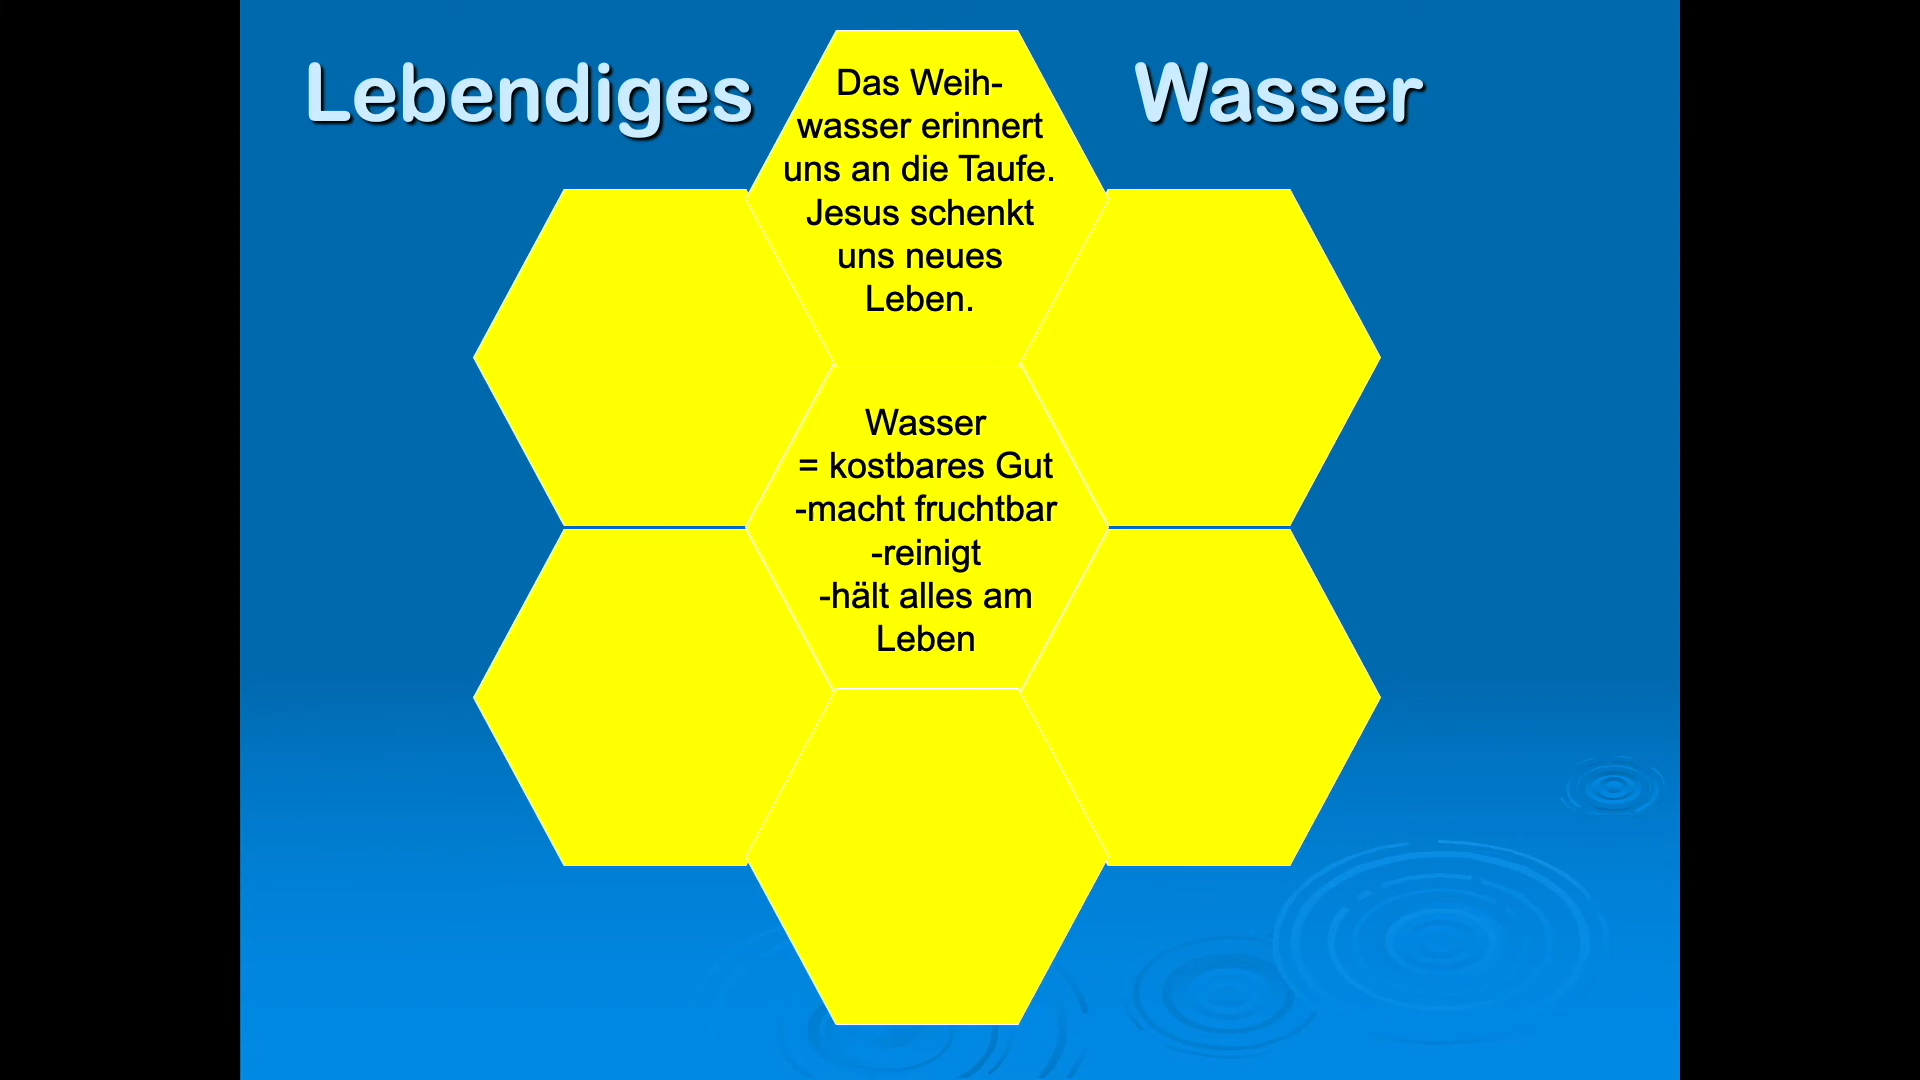 Lebendiges Wasser
Das Weih-
wasser erinnert
uns an die Taufe.
Jesus schenkt
uns neues
Leben.
Wasser
= kostbares Gut
-macht fruchtbar
-reinigt
-hält alles am
Leben